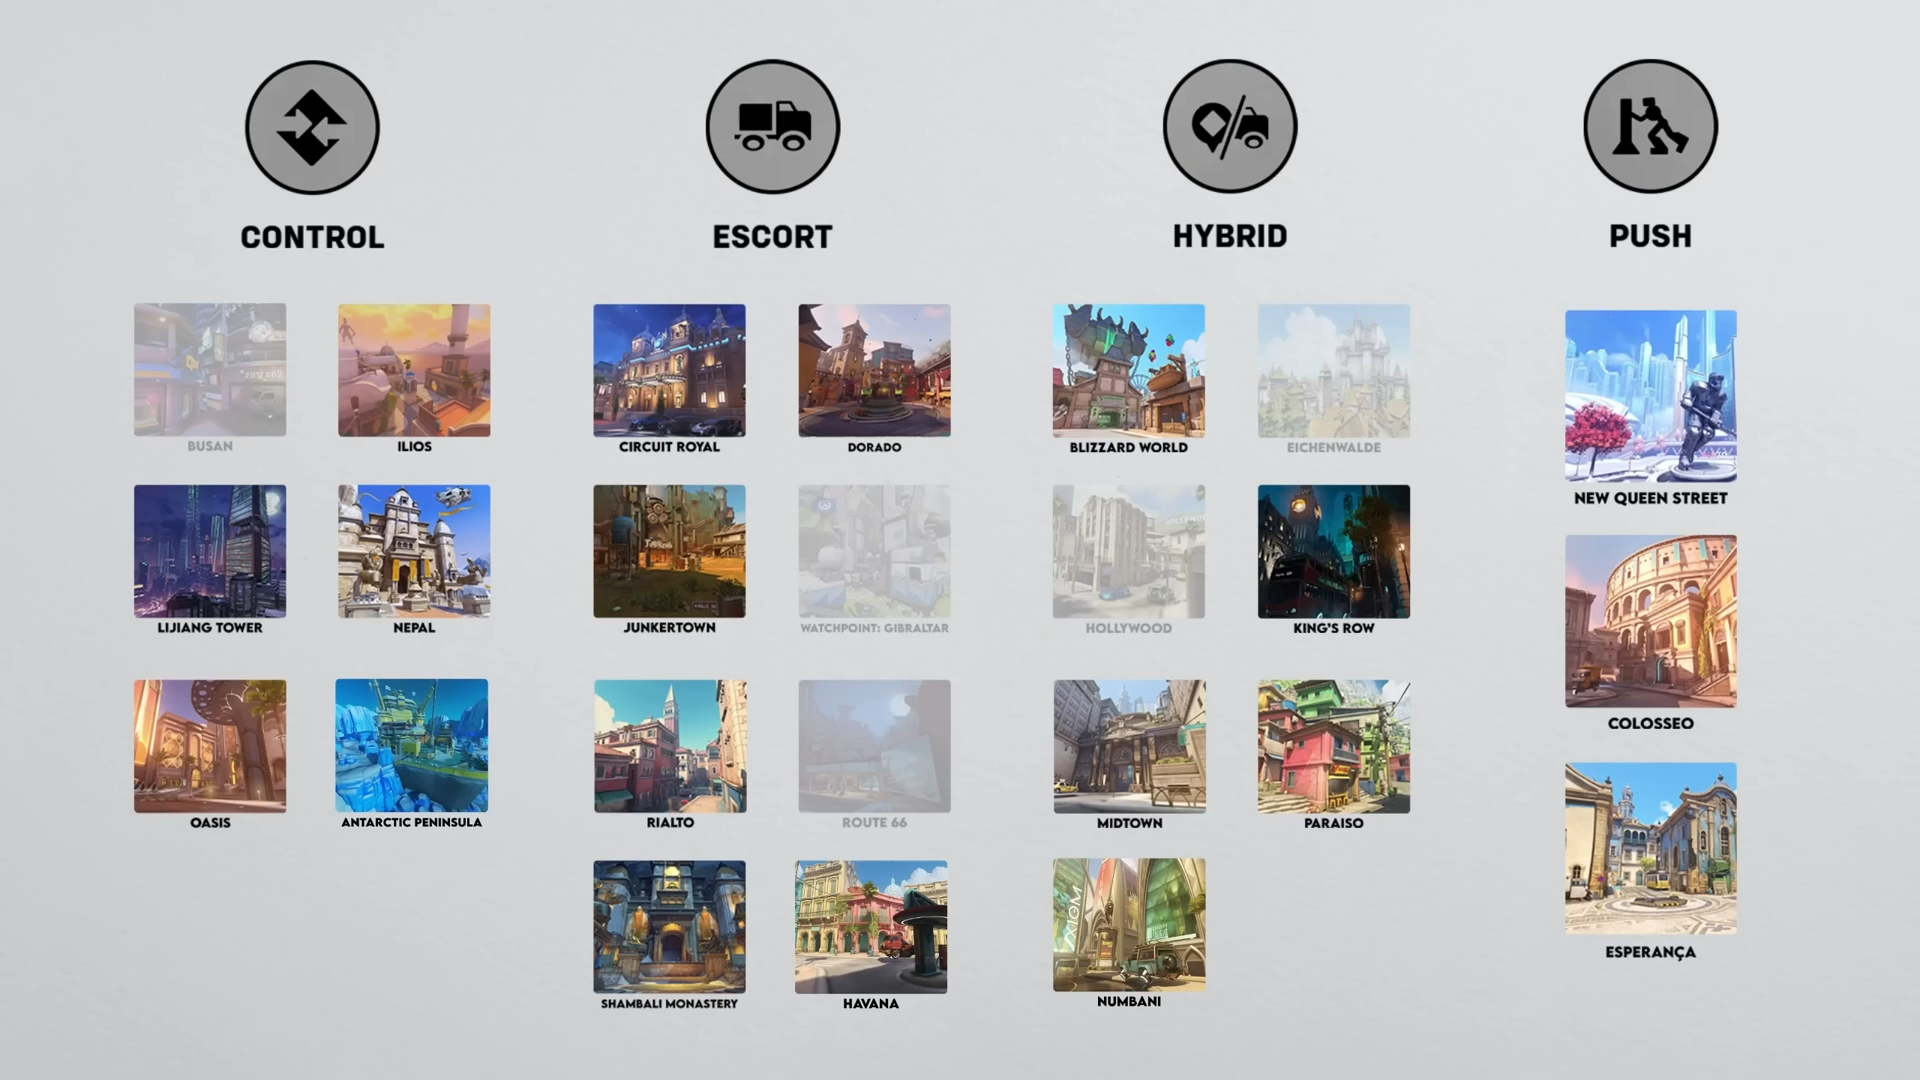 CONTROL
ESCORT
HYBRID
PUSH
BUSAN
ILIOS
CIRCUIT ROYAL
DORADO
BLIZZARD WORLD
EICHENWALDE
NEW QUEEN STREET
LIJIANG TOWER
NEPAL
JUNKERTOWN
WATCHPOINT: GIBRALTAR
HOLLYWOOD
KING'S ROW
COLOSSEO
OASIS
ANTARCTIC PENINSULA
RIALTO
ROUTE 66
MIDTOWN
PARAISO
ESPERANÇA
SHAMBALI MONASTERY
HAVANA
NUMBANI